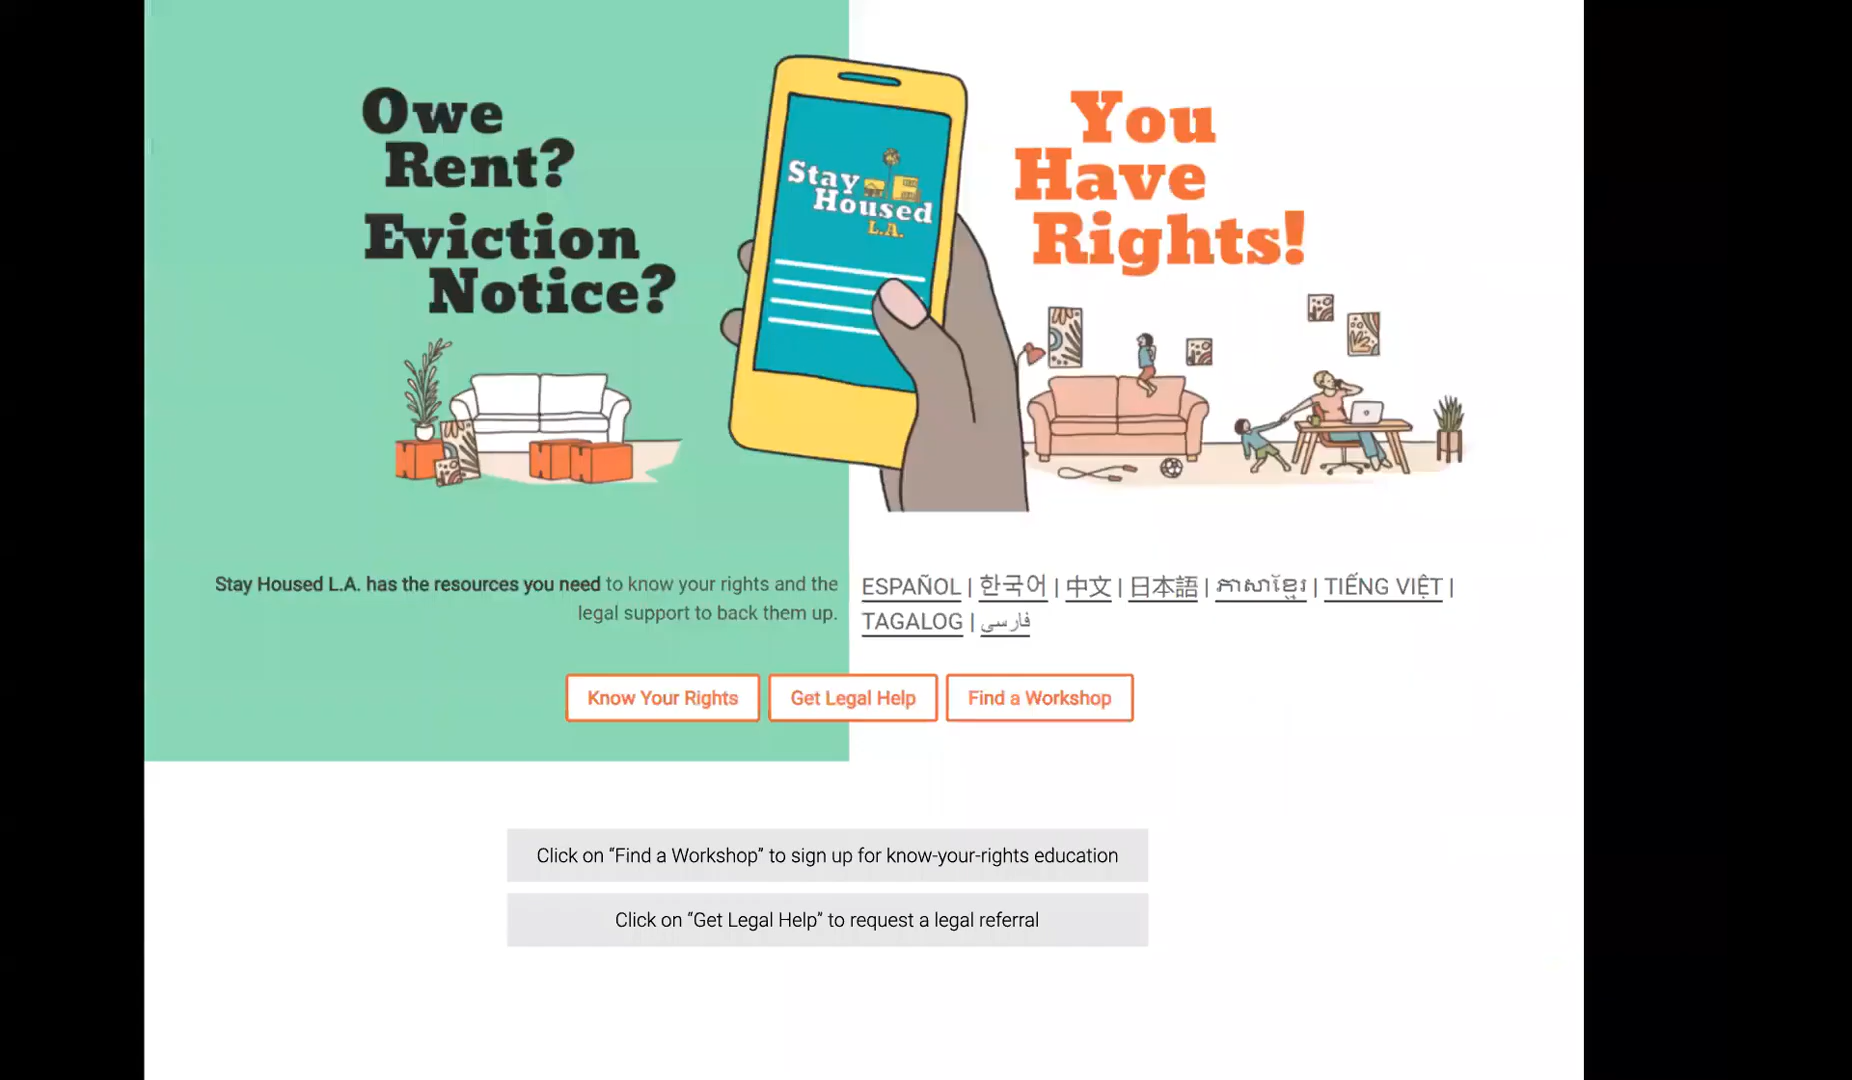 Owe
Rent?
Eviction
Notice?
Stay
Housed
L.A.
You
Have
Rights!
Stay Housed L.A. has the resources you need to know your rights and the
legal support to back them up.
ESPAÑOL | 한국어 | 中文 | 日本語 | ភាសាខ្មែរ | TIẾNG VIỆT |
TAGALOG | فارسی
Know Your Rights
Get Legal Help
Find a Workshop
Click on “Find a Workshop” to sign up for know-your-rights education
Click on “Get Legal Help” to request a legal referral